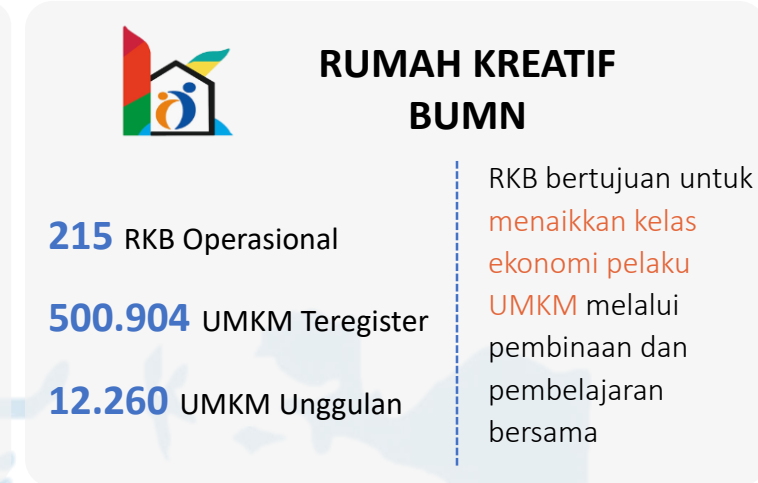 RUMAH KREATIF
BUMN
215 RKB Operasional
500.904 UMKM Teregister
12.260 UMKM Unggulan
RKB bertujuan untuk
menaikkan kelas
ekonomi pelaku
UMKM melalui
pembinaan dan
pembelajaran
bersama